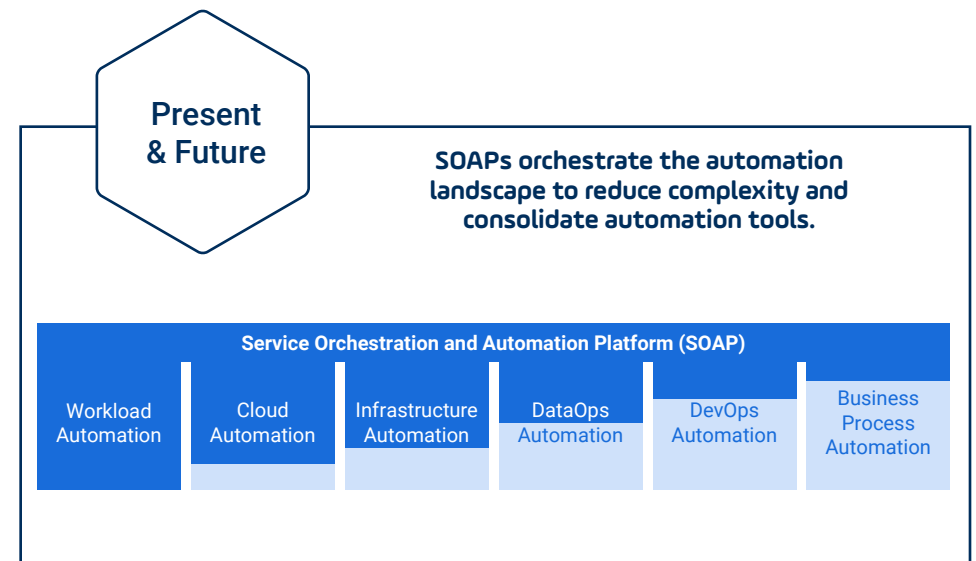 Present
& Future
SOAPs orchestrate the automation
landscape to reduce complexity and
consolidate automation tools.
Service Orchestration and Automation Platform (SOAP)
Workload
Automation
Cloud
Automation
Infrastructure
Automation
DataOps
Automation
DevOps
Automation
Business
Process
Automation